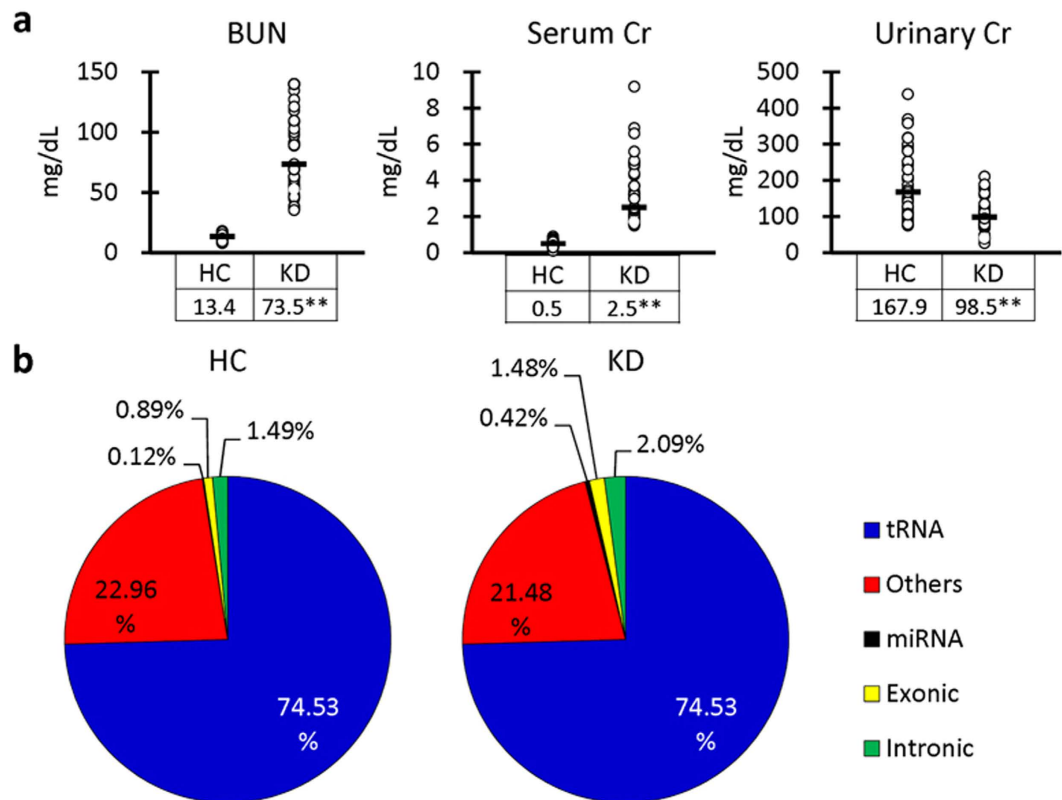 a
BUN
Serum Cr
Urinary Cr
mg/dL
150
100
50
0
HC KD
13.4 73.5**
mg/dL
10
8
6
4
2
0
HC KD
0.5 2.5**
mg/dL
500
400
300
200
100
0
HC KD
167.9 98.5**
b
HC
0.89%
0.12%
1.49%
22.96
%
74.53
%
KD
1.48%
0.42%
2.09%
21.48
%
74.53
%
tRNA
Others
miRNA
Exonic
Intronic